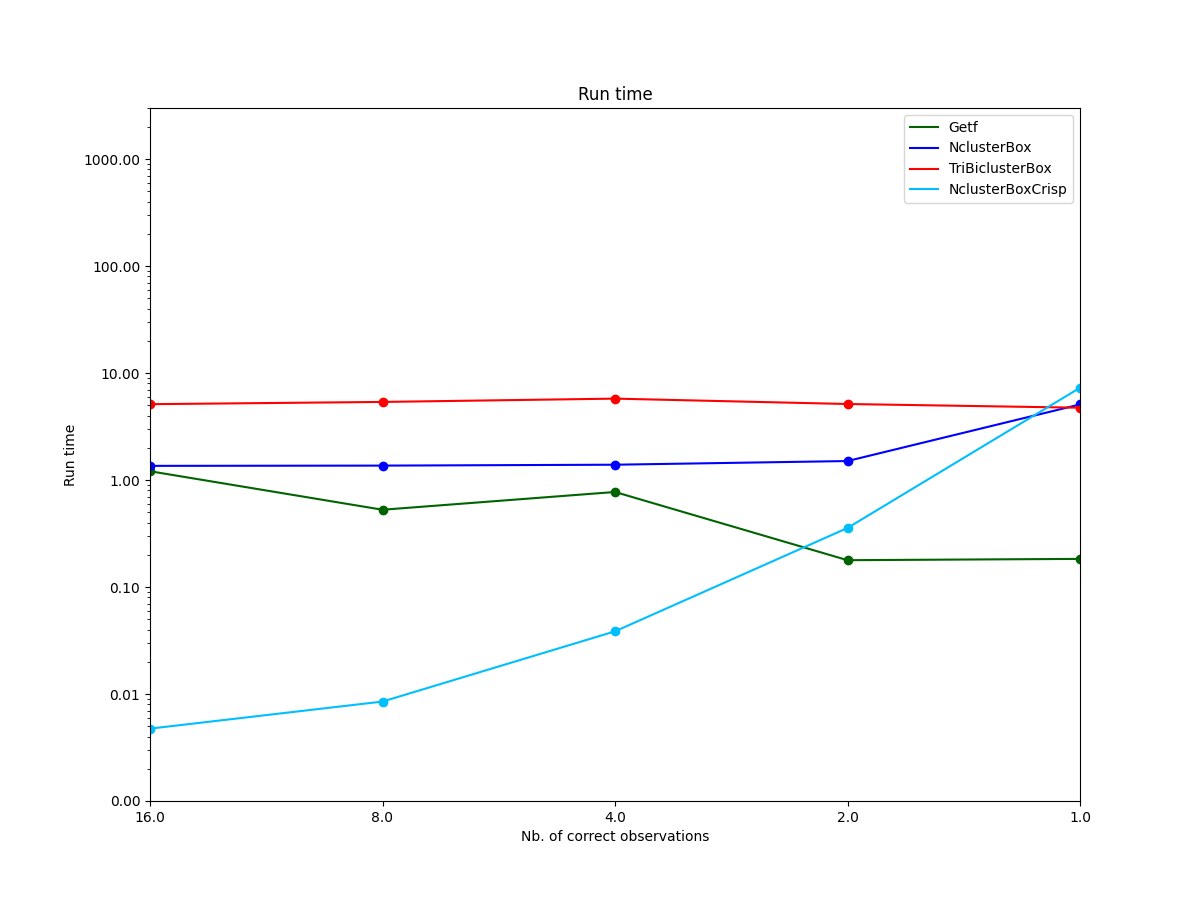 Run time
Getf
NclusterBox
TriBiclusterBox
NclusterBoxCrisp
1000.00
100.00
10.00
1.00
0.10
0.01
0.00
Run time
16.0 8.0 4.0 2.0 1.0
Nb. of correct observations